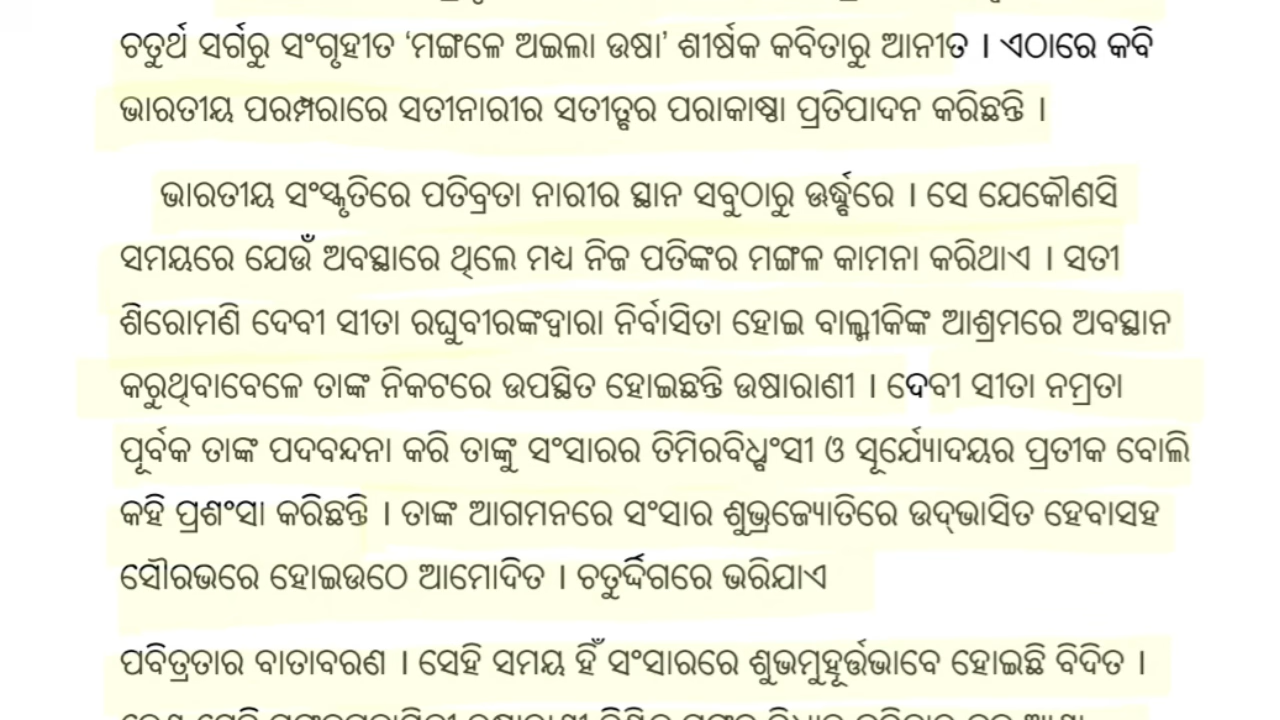 ଚତୁର୍ଥ ସର୍ଗରୁ ସଂଗୃହୀତ ‘ମଙ୍ଗଳେ ଅଇଲା ଉଷା’ ଶୀର୍ଷକ କବିତାରୁ ଆନୀତ । ଏଠାରେ କବି
ଭାରତୀୟ ପରମ୍ପରାରେ ସତୀନାରୀର ସତୀତ୍ବର ପରାକାଷ୍ଠା ପ୍ରତିପାଦନ କରିଛନ୍ତି ।
ଭାରତୀୟ ସଂସ୍କୃତିରେ ପତିବ୍ରତା ନାରୀର ସ୍ଥାନ ସବୁଠାରୁ ଊର୍ଦ୍ଧ୍ବରେ । ସେ ଯେକୌଣସି
ସମୟରେ ଯେଉଁ ଅବସ୍ଥାରେ ଥିଲେ ମଧ୍ୟ ନିଜ ପତିଙ୍କର ମଙ୍ଗଳ କାମନା କରିଥାଏ । ସତୀ
ଶିରୋମଣି ଦେବୀ ସୀତା ରଘୁବୀରଙ୍କଦ୍ୱାରା ନିର୍ବାସିତା ହୋଇ ବାଲ୍ମୀକିଙ୍କ ଆଶ୍ରମରେ ଅବସ୍ଥାନ
କରୁଥିବାବେଳେ ତାଙ୍କ ନିକଟରେ ଉପସ୍ଥିତ ହୋଇଛନ୍ତି ଉଷାରାଣୀ । ଦେବୀ ସୀତା ନମ୍ରତା
ପୂର୍ବକ ତାଙ୍କ ପଦବନ୍ଦନା କରି ତାଙ୍କୁ ସଂସାରର ତିମିରବିଧ୍ବଂସୀ ଓ ସୂର୍ଯ୍ୟୋଦୟର ପ୍ରତୀକ ବୋଲି
କହି ପ୍ରଶଂସା କରିଛନ୍ତି । ତାଙ୍କ ଆଗମନରେ ସଂସାର ଶୁଭ୍ରଜ୍ୟୋତିରେ ଉଦ୍‌ଭାସିତ ହେବାସହ
ସୌରଭରେ ହୋଇଉଠେ ଆମୋଦିତ । ଚତୁର୍ଦ୍ଦିଗରେ ଭରିଯାଏ
ପବିତ୍ରତାର ବାତାବରଣ । ସେହି ସମୟ ହିଁ ସଂସାରରେ ଶୁଭମୁହୂର୍ତ୍ତଭାବେ ହୋଇଛି ବିଦିତ ।